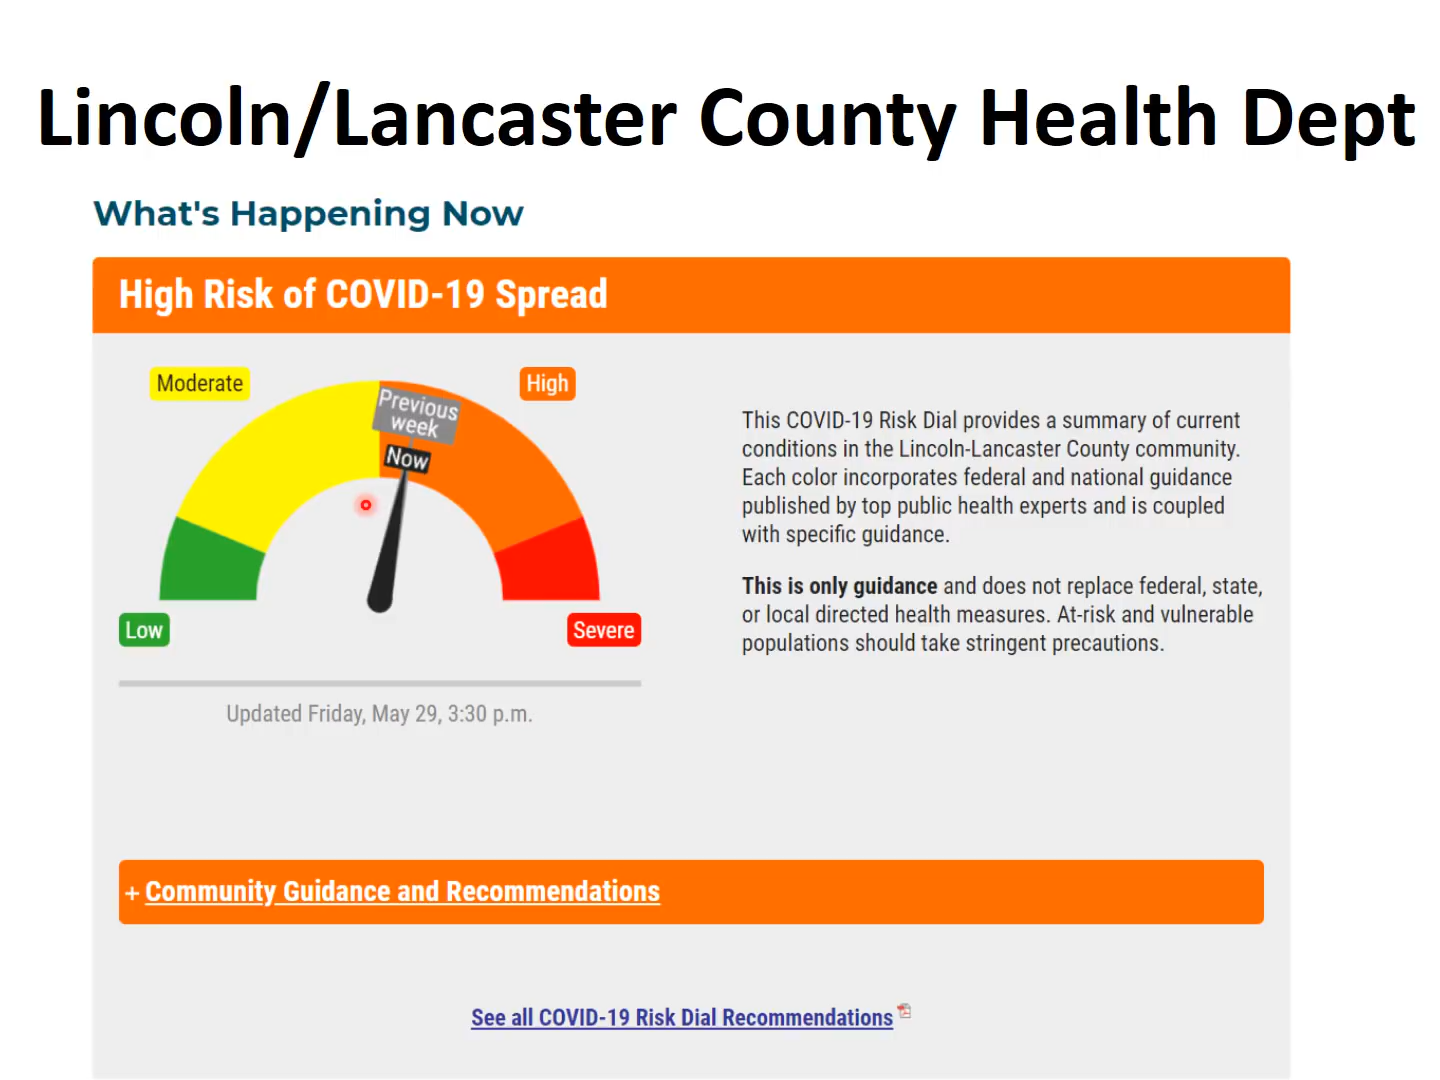 Lincoln/Lancaster County Health Dept
What's Happening Now
High Risk of COVID-19 Spread
Moderate
High
Previous
week
Now
Low
Severe
Updated Friday, May 29, 3:30 p.m.
This COVID-19 Risk Dial provides a summary of current
conditions in the Lincoln-Lancaster County community.
Each color incorporates federal and national guidance
published by top public health experts and is coupled
with specific guidance.
This is only guidance and does not replace federal, state,
or local directed health measures. At-risk and vulnerable
populations should take stringent precautions.
+ Community Guidance and Recommendations
See all COVID-19 Risk Dial Recommendations